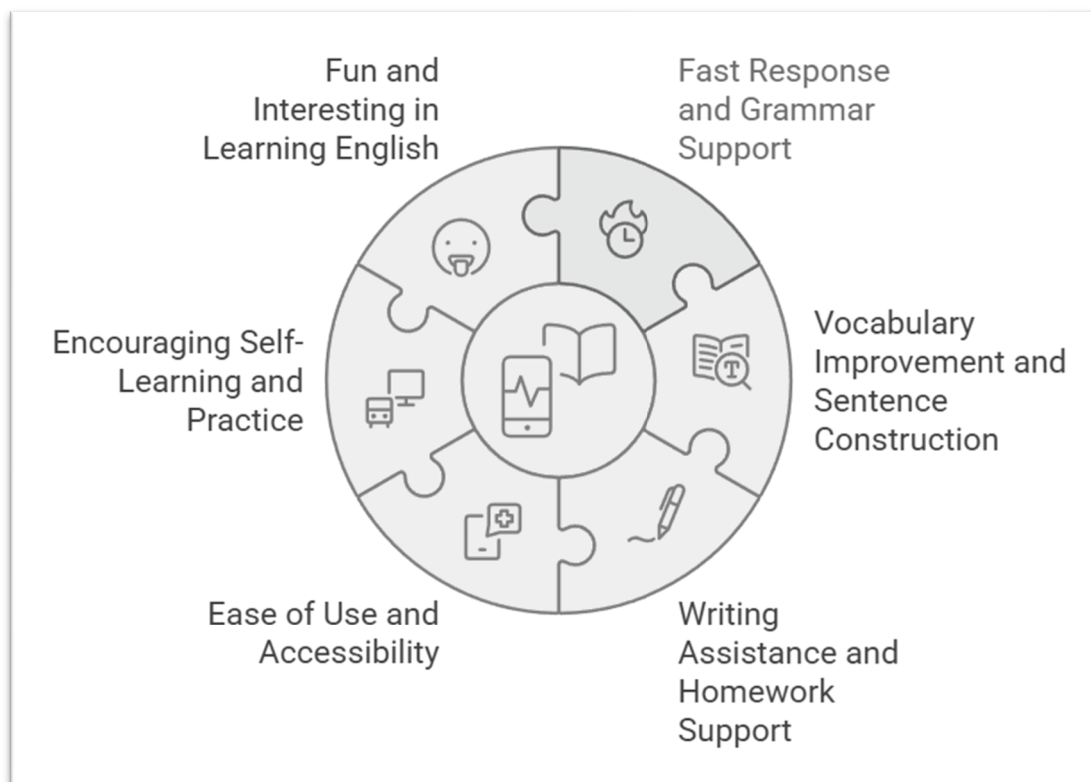 Fun and
Interesting in
Learning English
Fast Response
and Grammar
Support
Vocabulary
Improvement and
Sentence
Construction
Writing
Assistance and
Homework
Support
Ease of Use and
Accessibility
Encouraging Self-
Learning and
Practice
T